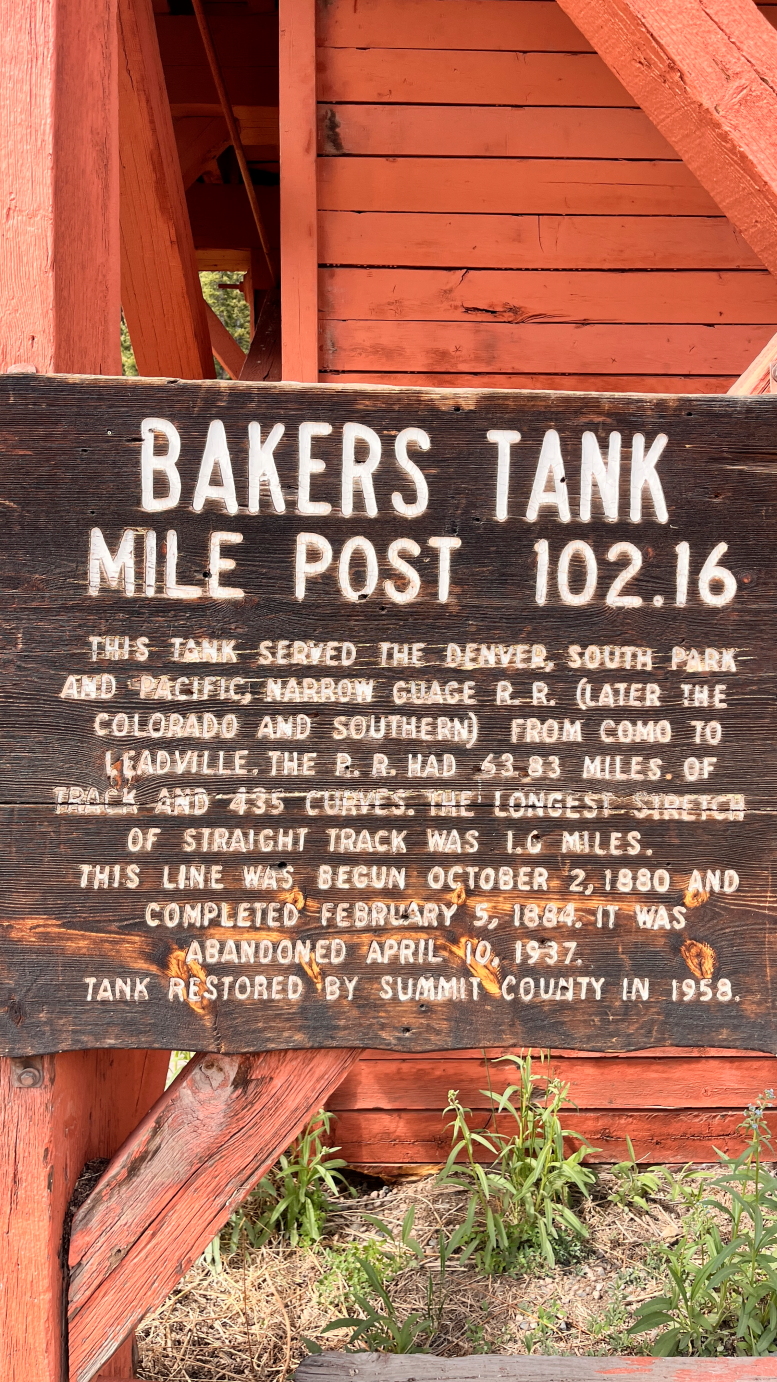 BAKERS TANK
MILE POST 102.16
THIS TANK SERVED THE DENVER, SOUTH PARK
AND PACIFIC, NARROW GUAGE R. R. (LATER THE
COLORADO AND SOUTHERN) FROM COMO TO
LEADVILLE. THE R. R. HAD 63.83 MILES OF
TRACK AND 435 CURVES. THE LONGEST STRETCH
OF STRAIGHT TRACK WAS 1.6 MILES.
THIS LINE WAS BEGUN OCTOBER 2, 1880 AND
COMPLETED FEBRUARY 5, 1884. IT WAS
ABANDONED APRIL 10, 1937.
TANK RESTORED BY SUMMIT COUNTY IN 1958.